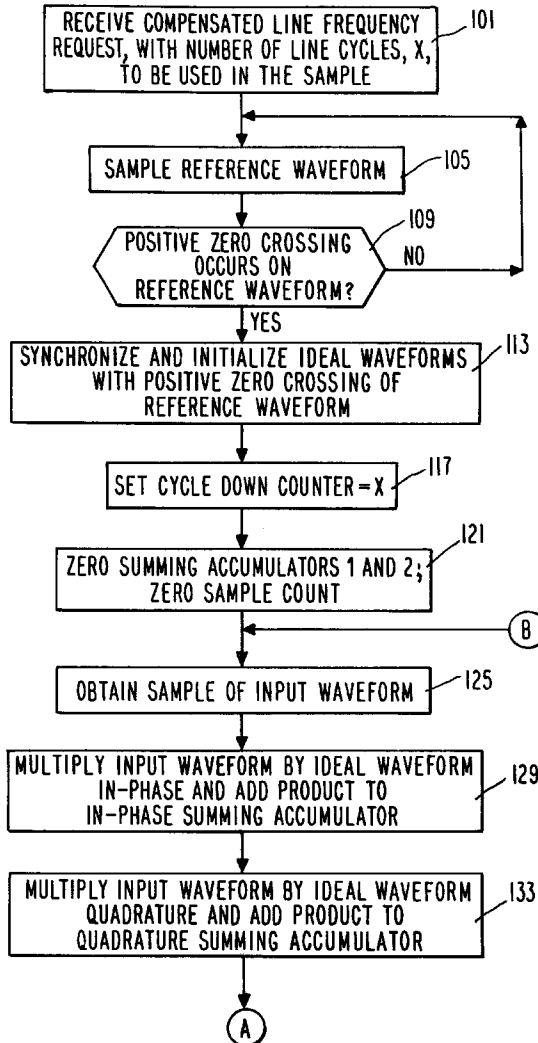 RECEIVE COMPENSATED LINE FREQUENCY
REQUEST, WITH NUMBER OF LINE CYCLES, X,
TO BE USED IN THE SAMPLE
101
SAMPLE REFERENCE WAVEFORM
105
POSITIVE ZERO CROSSING
OCCURS ON
REFERENCE WAVEFORM?
109
NO
YES
SYNCHRONIZE AND INITIALIZE IDEAL WAVEFORMS
WITH POSITIVE ZERO CROSSING OF
REFERENCE WAVEFORM
113
SET CYCLE DOWN COUNTER = X
117
ZERO SUMMING ACCUMULATORS 1 AND 2;
ZERO SAMPLE COUNT
121
B
OBTAIN SAMPLE OF INPUT WAVEFORM
125
MULTIPLY INPUT WAVEFORM BY IDEAL WAVEFORM
IN-PHASE AND ADD PRODUCT TO
IN-PHASE SUMMING ACCUMULATOR
129
MULTIPLY INPUT WAVEFORM BY IDEAL WAVEFORM
QUADRATURE AND ADD PRODUCT TO
QUADRATURE SUMMING ACCUMULATOR
133
A